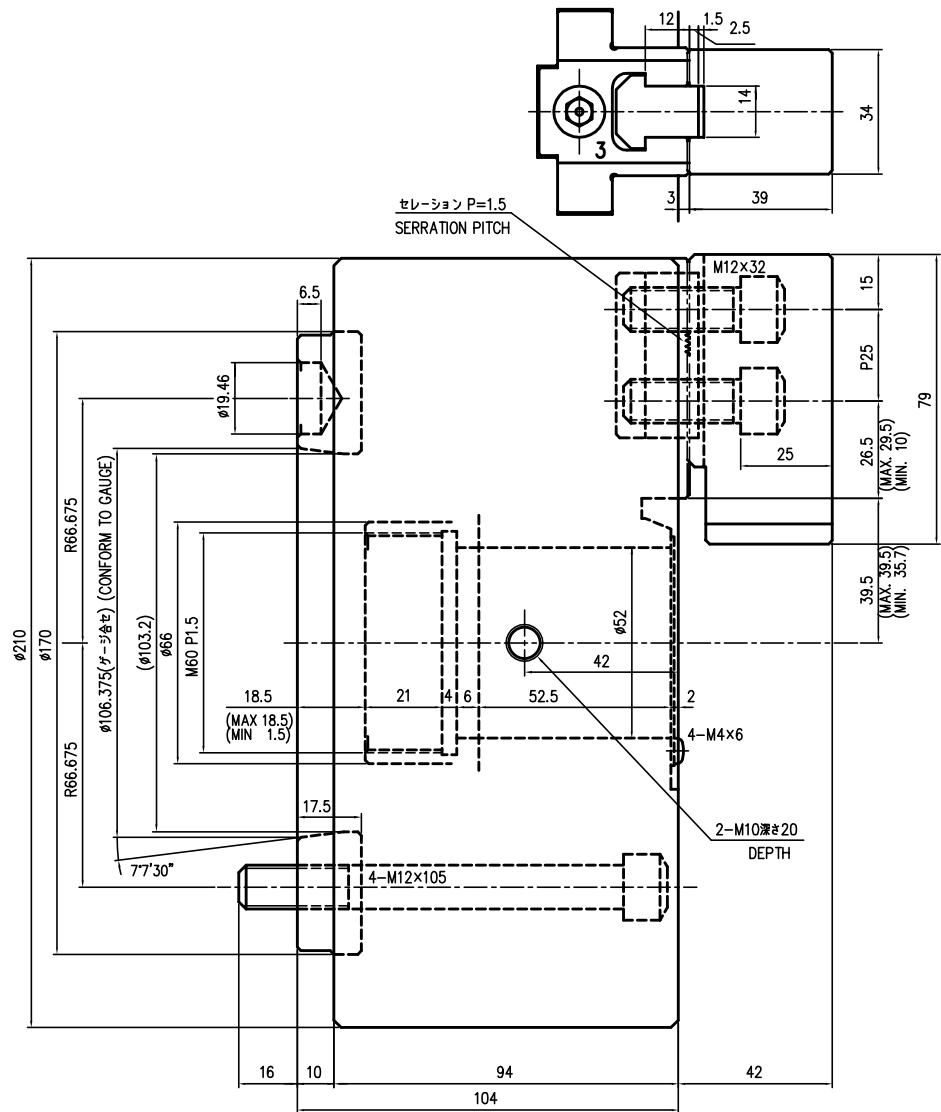 12
1.5
2.5
14
34
3
3
39
セレーション P=1.5
SERRATION PITCH
M12×32
15
P25
79
25
26.5
(MAX. 29.5)
(MIN. 10)
39.5
(MAX. 39.5)
(MIN. 35.7)
6.5
ø19.46
R66.675
R66.675
ø210
ø170
ø106.375(ゲージ合せ) (CONFORM TO GAUGE)
(ø103.2)
ø66
M60 P1.5
ø52
42
18.5
(MAX 18.5)
(MIN 1.5)
21
4
6
52.5
2
4-M4×6
17.5
2-M10深さ20
DEPTH
7°7'30"
4-M12×105
16
10
94
42
104